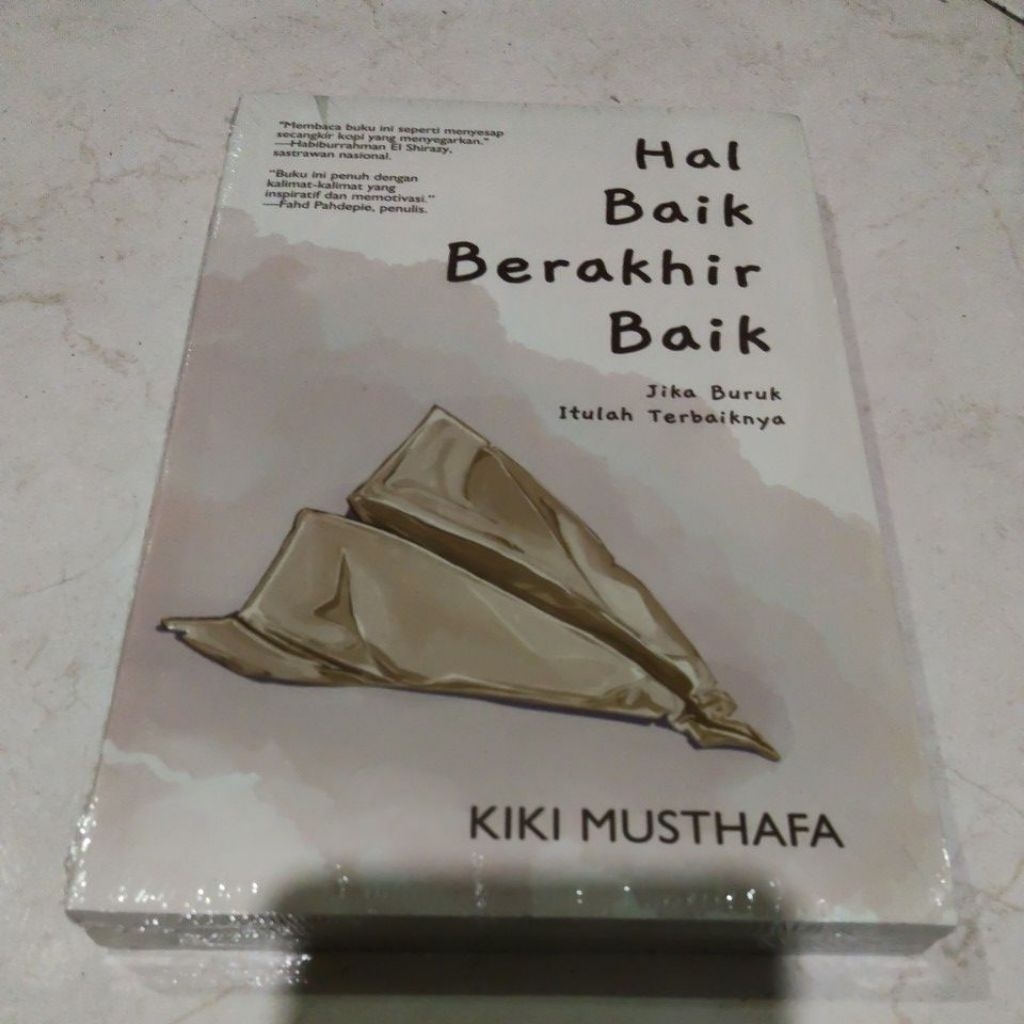 "Membaca buku ini seperti menyesap
secangkir kopi yang menyegarkan."
—Habiburrahman El Shirazy,
sastrawan nasional.
"Buku ini penuh dengan
kalimat-kalimat yang
inspiratif dan memotivasi."
—Fahd Pahdepie, penulis.
Hal
Baik
Berakhir
Baik
Jika Buruk
Itulah Terbaiknya
KIKI MUSTHAFA